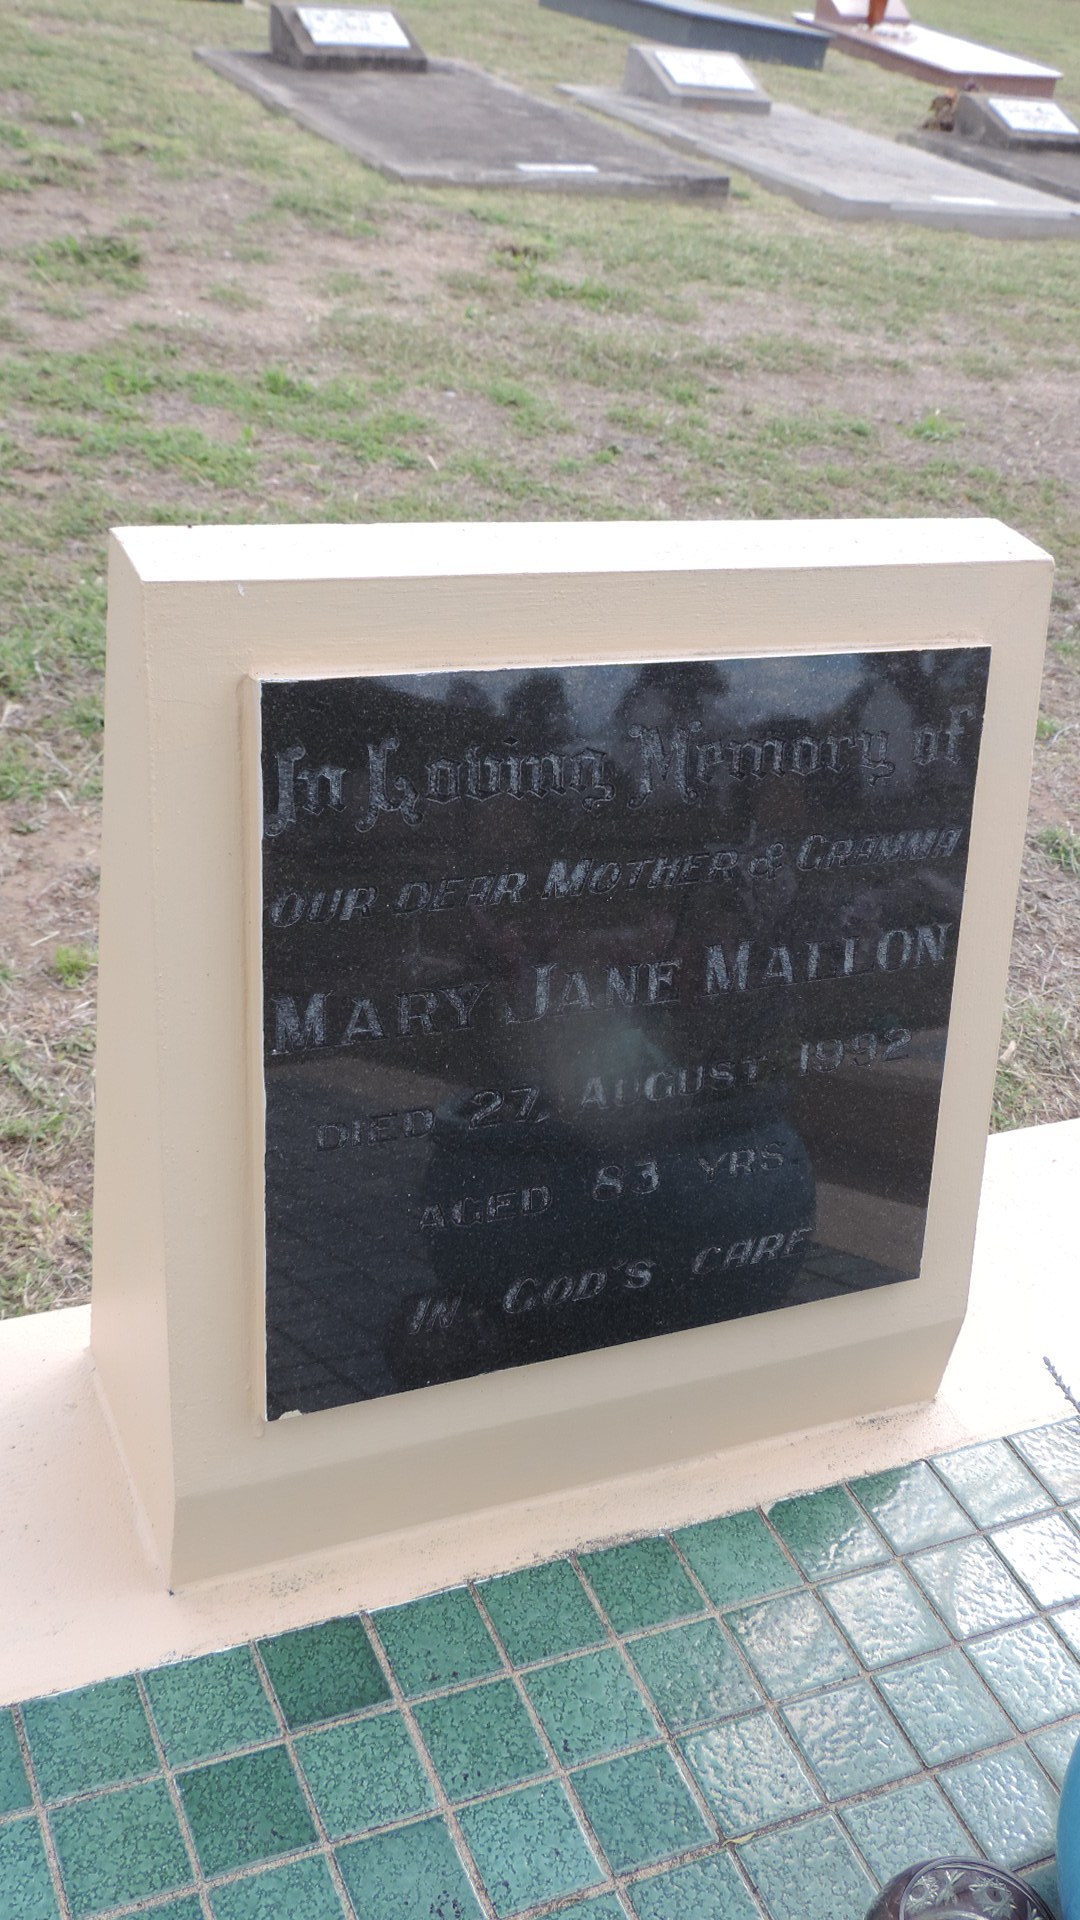 In Loving Memory of
OUR DEAR MOTHER & GRAMMA
MARY JANE MALLON
DIED 27, AUGUST 1992
AGED 83 YRS
IN GOD'S CARE